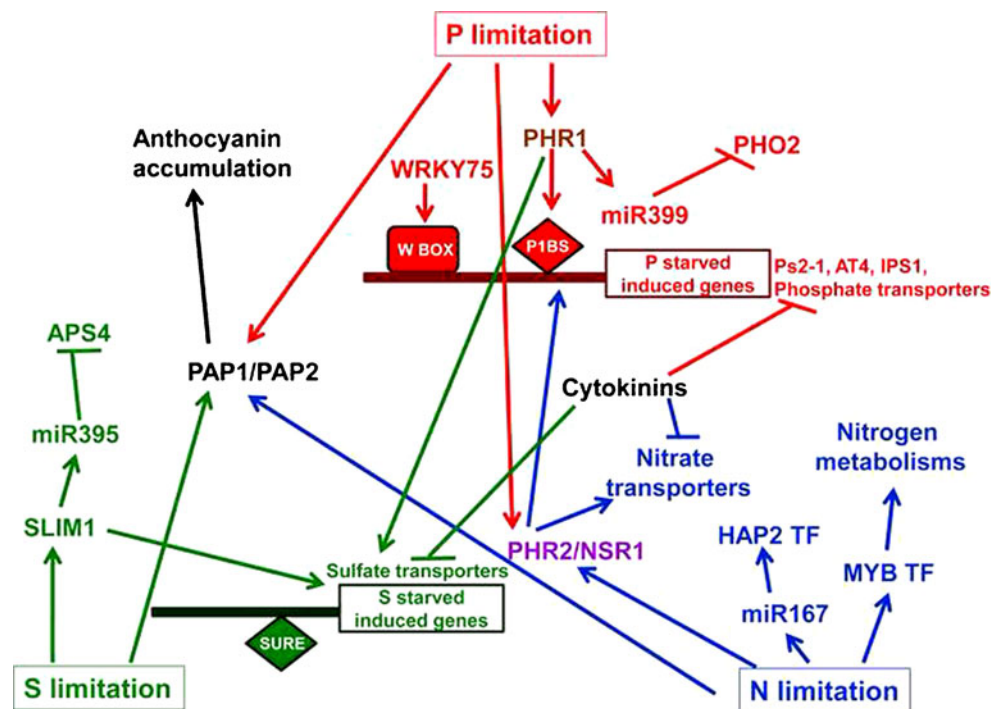 P limitation
Anthocyanin
accumulation
PHR1
PHO2
WRKY75
miR399
W BOX
P1BS
P starved
induced genes
Ps2-1, AT4, IPS1,
Phosphate transporters
APS4
PAP1/PAP2
Cytokinins
miR395
Nitrate
transporters
Nitrogen
metabolisms
SLIM1
PHR2/NSR1
HAP2 TF
Sulfate transporters
MYB TF
S starved
induced genes
miR167
SURE
S limitation
N limitation